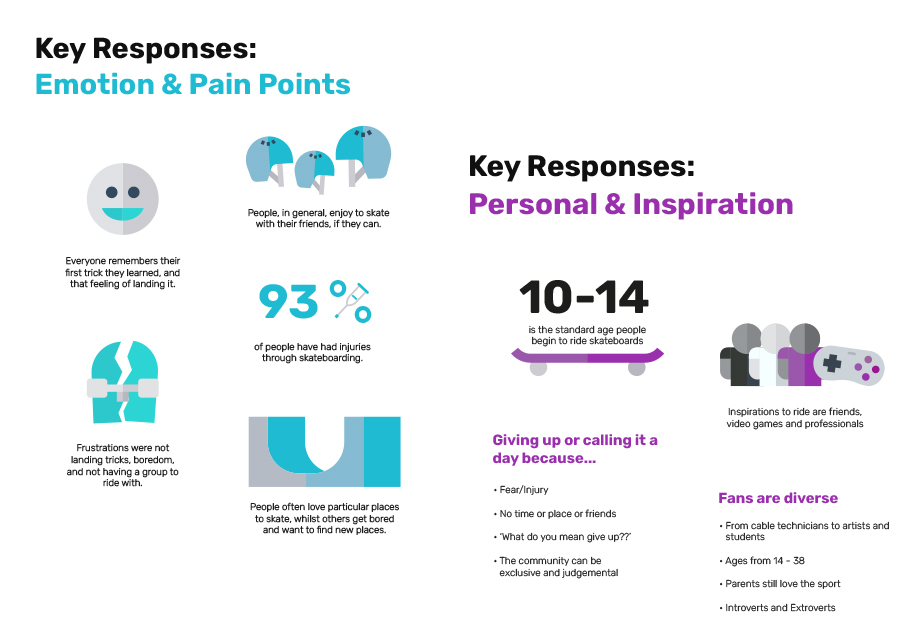 Key Responses:
Emotion & Pain Points
Everyone remembers their
first trick they learned, and
that feeling of landing it.
People, in general, enjoy to skate
with their friends, if they can.
93%
of people have had injuries
through skateboarding.
Frustrations were not
landing tricks, boredom,
and not having a group to
ride with.
People often love particular places
to skate, whilst others get bored
and want to find new places.
Key Responses:
Personal & Inspiration
10-14
is the standard age people
begin to ride skateboards
Inspirations to ride are friends,
video games and professionals
Giving up or calling it a
day because...
• Fear/Injury
• No time or place or friends
• 'What do you mean give up??'
• The community can be
exclusive and judgemental
Fans are diverse
• From cable technicians to artists and
students
• Ages from 14 - 38
• Parents still love the sport
• Introverts and Extroverts